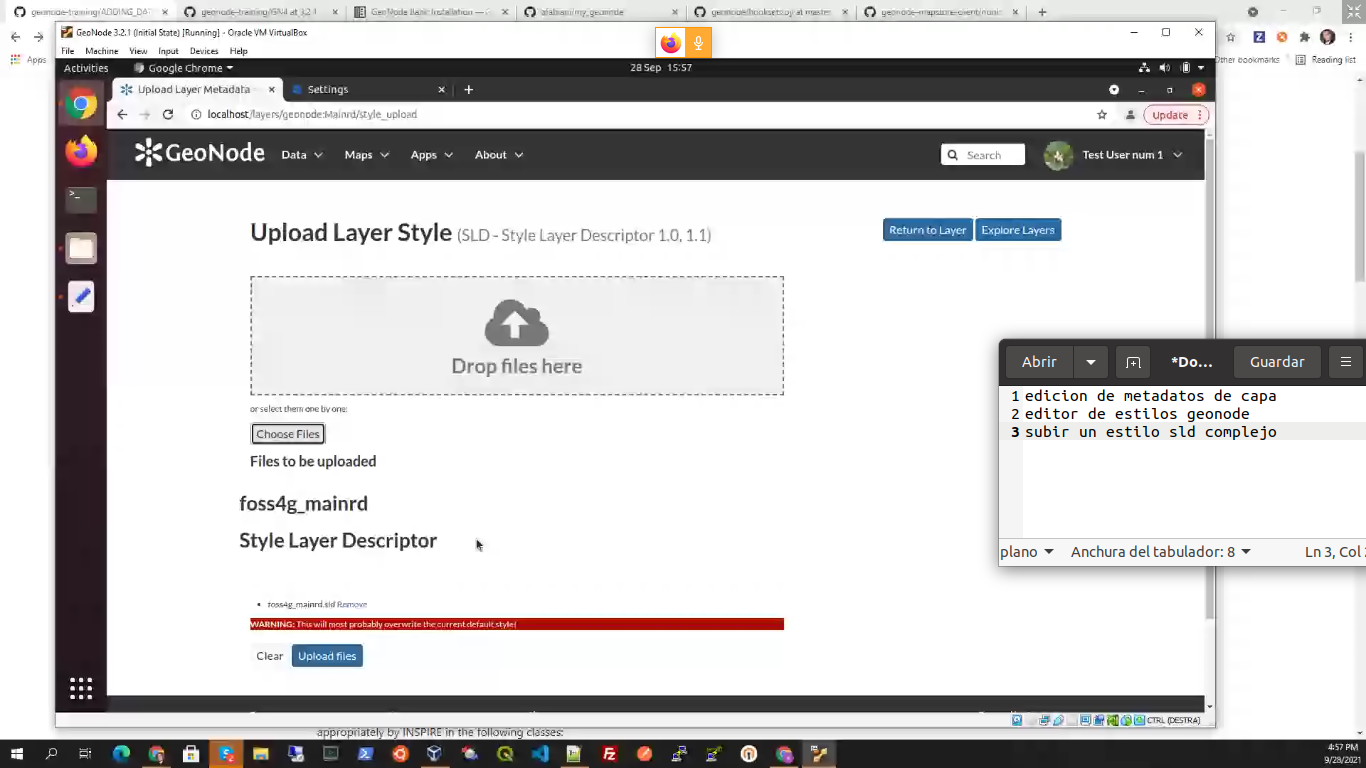 geonode-training/ADDING_DA
geonode-training/GN4 at 3.2.1
GeoNode Basic Installation —
geonode/hooksets.py at master
geonode-mapstore-client/
Apps
Other bookmarks
Reading list
GeoNode 3.2.1 (Initial State) [Running] - Oracle VM VirtualBox
File Machine View Input Devices Help
Activities Google Chrome 28 Sep 15:57
Upload Layer Metadata Settings
localhost/layers/geonode:Mainrd/style_upload
Update
GeoNode Data Maps Apps About Search Test User num 1
Upload Layer Style (SLD - Style Layer Descriptor 1.0, 1.1)
Return to Layer Explore Layers
Drop files here
or select them one by one:
Choose Files
Files to be uploaded
foss4g_mainrd
Style Layer Descriptor
foss4g_mainrd.sld Remove
WARNING: This will most probably overwrite the current default style!
Clear Upload files
Abrir *Do... Guardar
1 edicion de metadatos de capa
2 editor de estilos geonode
3 subir un estilo sld complejo
plano Anchura del tabulador: 8 Ln 3, Col
CTRL (DESTRA)
appropriately by INSPIRE in the following classes:
4:57 PM
9/28/2021